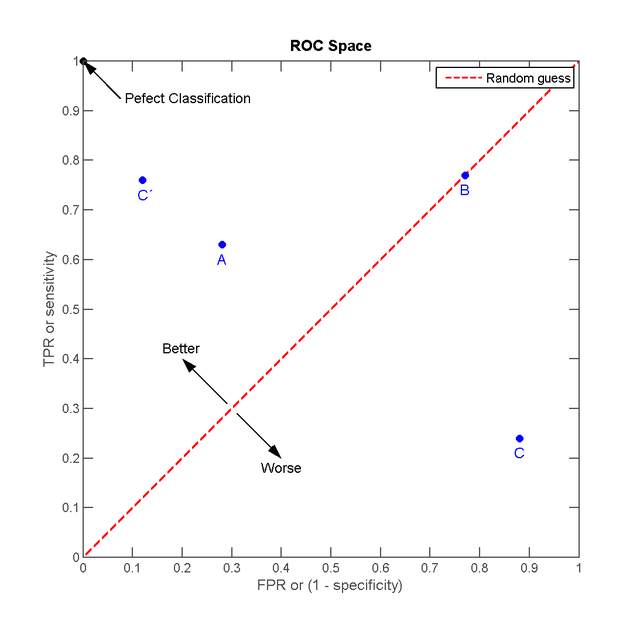 ROC Space
Random guess
Pefect Classification
C´
A
B
C
Better
Worse
TPR or sensitivity
1
0.9
0.8
0.7
0.6
0.5
0.4
0.3
0.2
0.1
0
0 0.1 0.2 0.3 0.4 0.5 0.6 0.7 0.8 0.9 1
FPR or (1 - specificity)